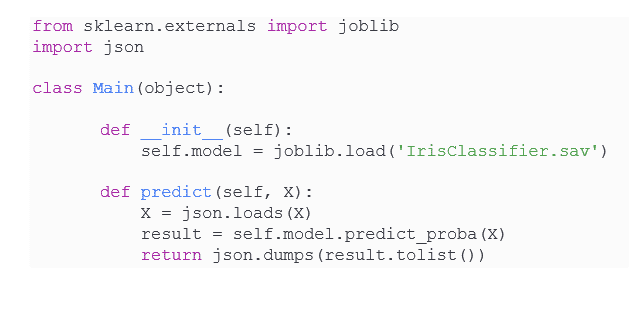 from sklearn.externals import joblib
import json
class Main(object):
def __init__(self):
self.model = joblib.load('IrisClassifier.sav')
def predict(self, X):
X = json.loads(X)
result = self.model.predict_proba(X)
return json.dumps(result.tolist())